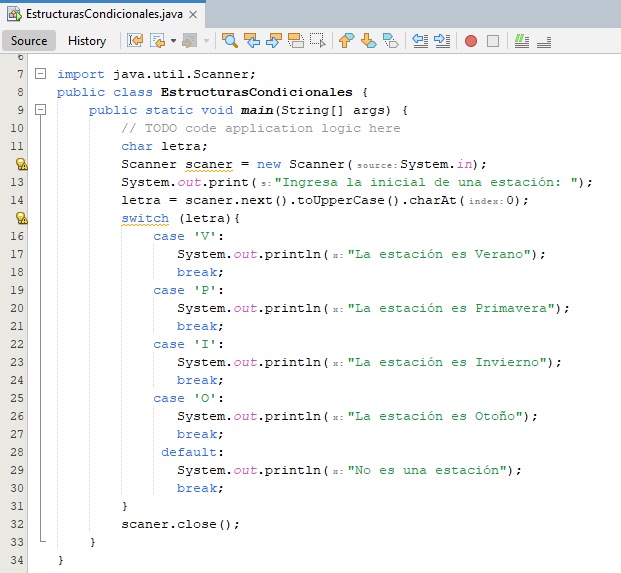 EstructurasCondicionales.java
Source History
6
7 import java.util.Scanner;
8 public class EstructurasCondicionales {
9 public static void main(String[] args) {
10 // TODO code application logic here
11 char letra;
Scanner scaner = new Scanner( source: System.in);
13 System.out.print( s: "Ingresa la inicial de una estación: ");
14 letra = scaner.next().toUpperCase().charAt( index: 0);
switch (letra){
16 case 'V':
17 System.out.println( x: "La estación es Verano");
18 break;
19 case 'P':
20 System.out.println( x: "La estación es Primavera");
21 break;
22 case 'I':
23 System.out.println( x: "La estación es Invierno");
24 break;
25 case 'O':
26 System.out.println( x: "La estación es Otoño");
27 break;
28 default:
29 System.out.println( x: "No es una estación");
30 break;
31 }
32 scaner.close();
33 }
34 }